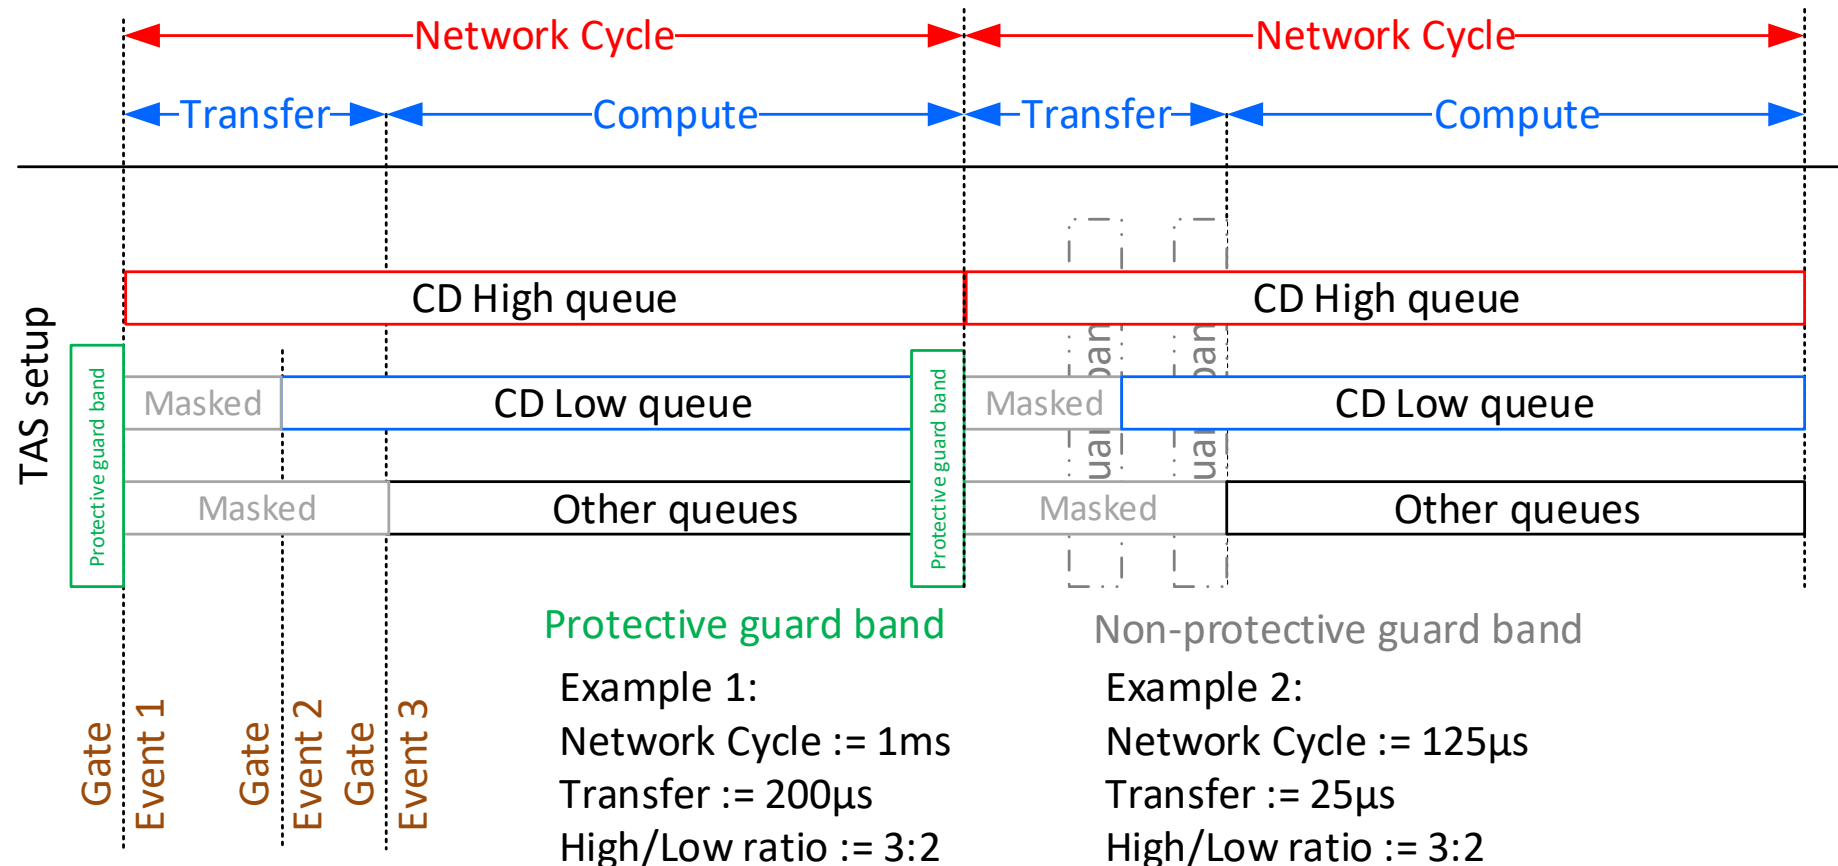 Network Cycle Network Cycle
Transfer Compute Transfer Compute
TAS setup
CD High queue CD High queue
Protective guard band
Masked CD Low queue
Protective guard band
Masked CD Low queue
Masked Other queues Masked Other queues
Protective guard band
Non-protective guard band
Gate Event 1
Gate Event 2
Gate Event 3
Example 1:
Network Cycle := 1ms
Transfer := 200µs
High/Low ratio := 3:2
Example 2:
Network Cycle := 125µs
Transfer := 25µs
High/Low ratio := 3:2